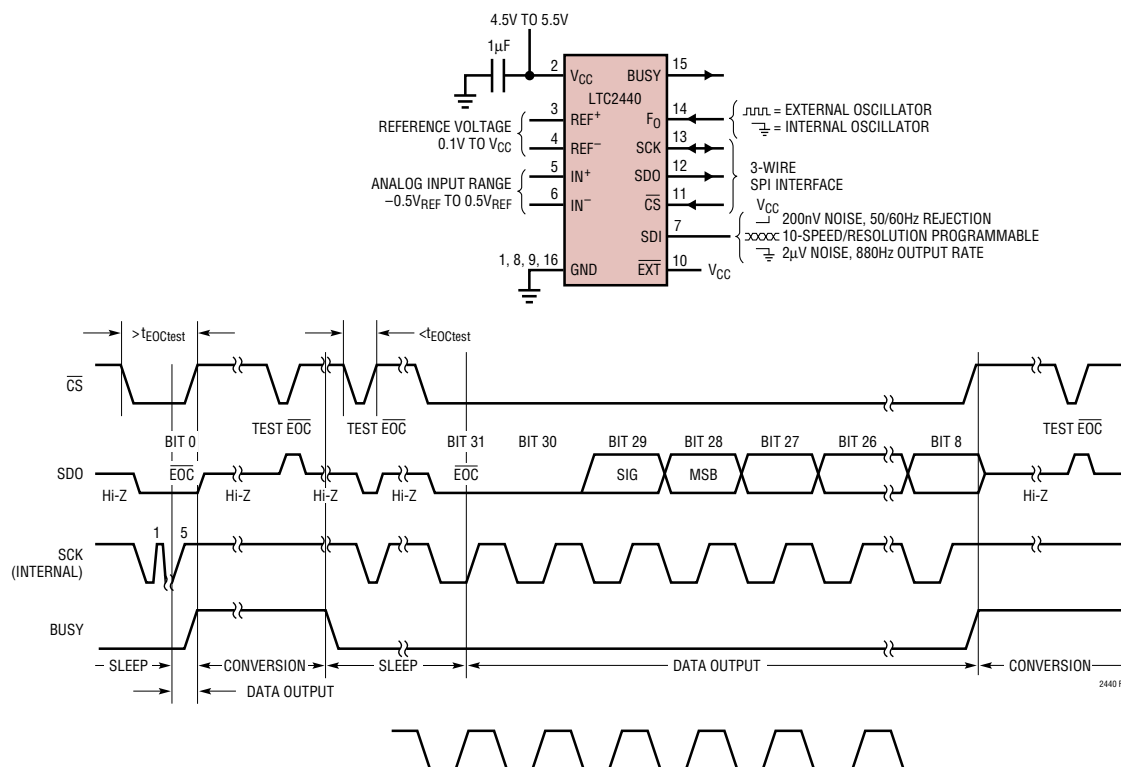 4.5V TO 5.5V
1µF
2 VCC BUSY 15
LTC2440
3 REF+ FO 14 = EXTERNAL OSCILLATOR
= INTERNAL OSCILLATOR
REFERENCE VOLTAGE
0.1V TO VCC
4 REF− SCK 13
5 IN+ SDO 12 3-WIRE
SPI INTERFACE
ANALOG INPUT RANGE
−0.5VREF TO 0.5VREF
6 IN− CS 11
VCC
200nV NOISE, 50/60Hz REJECTION
SDI 7 10-SPEED/RESOLUTION PROGRAMMABLE
2µV NOISE, 880Hz OUTPUT RATE
1, 8, 9, 16 GND EXT 10 VCC
>tEOCtest <tEOCtest
CS
TEST EOC TEST EOC TEST EOC
BIT 0 BIT 31 BIT 30 BIT 29 BIT 28 BIT 27 BIT 26 BIT 8
SDO EOC EOC SIG MSB
Hi-Z Hi-Z Hi-Z Hi-Z Hi-Z
1 5
SCK
(INTERNAL)
BUSY
SLEEP CONVERSION SLEEP DATA OUTPUT CONVERSION
DATA OUTPUT
2440 F